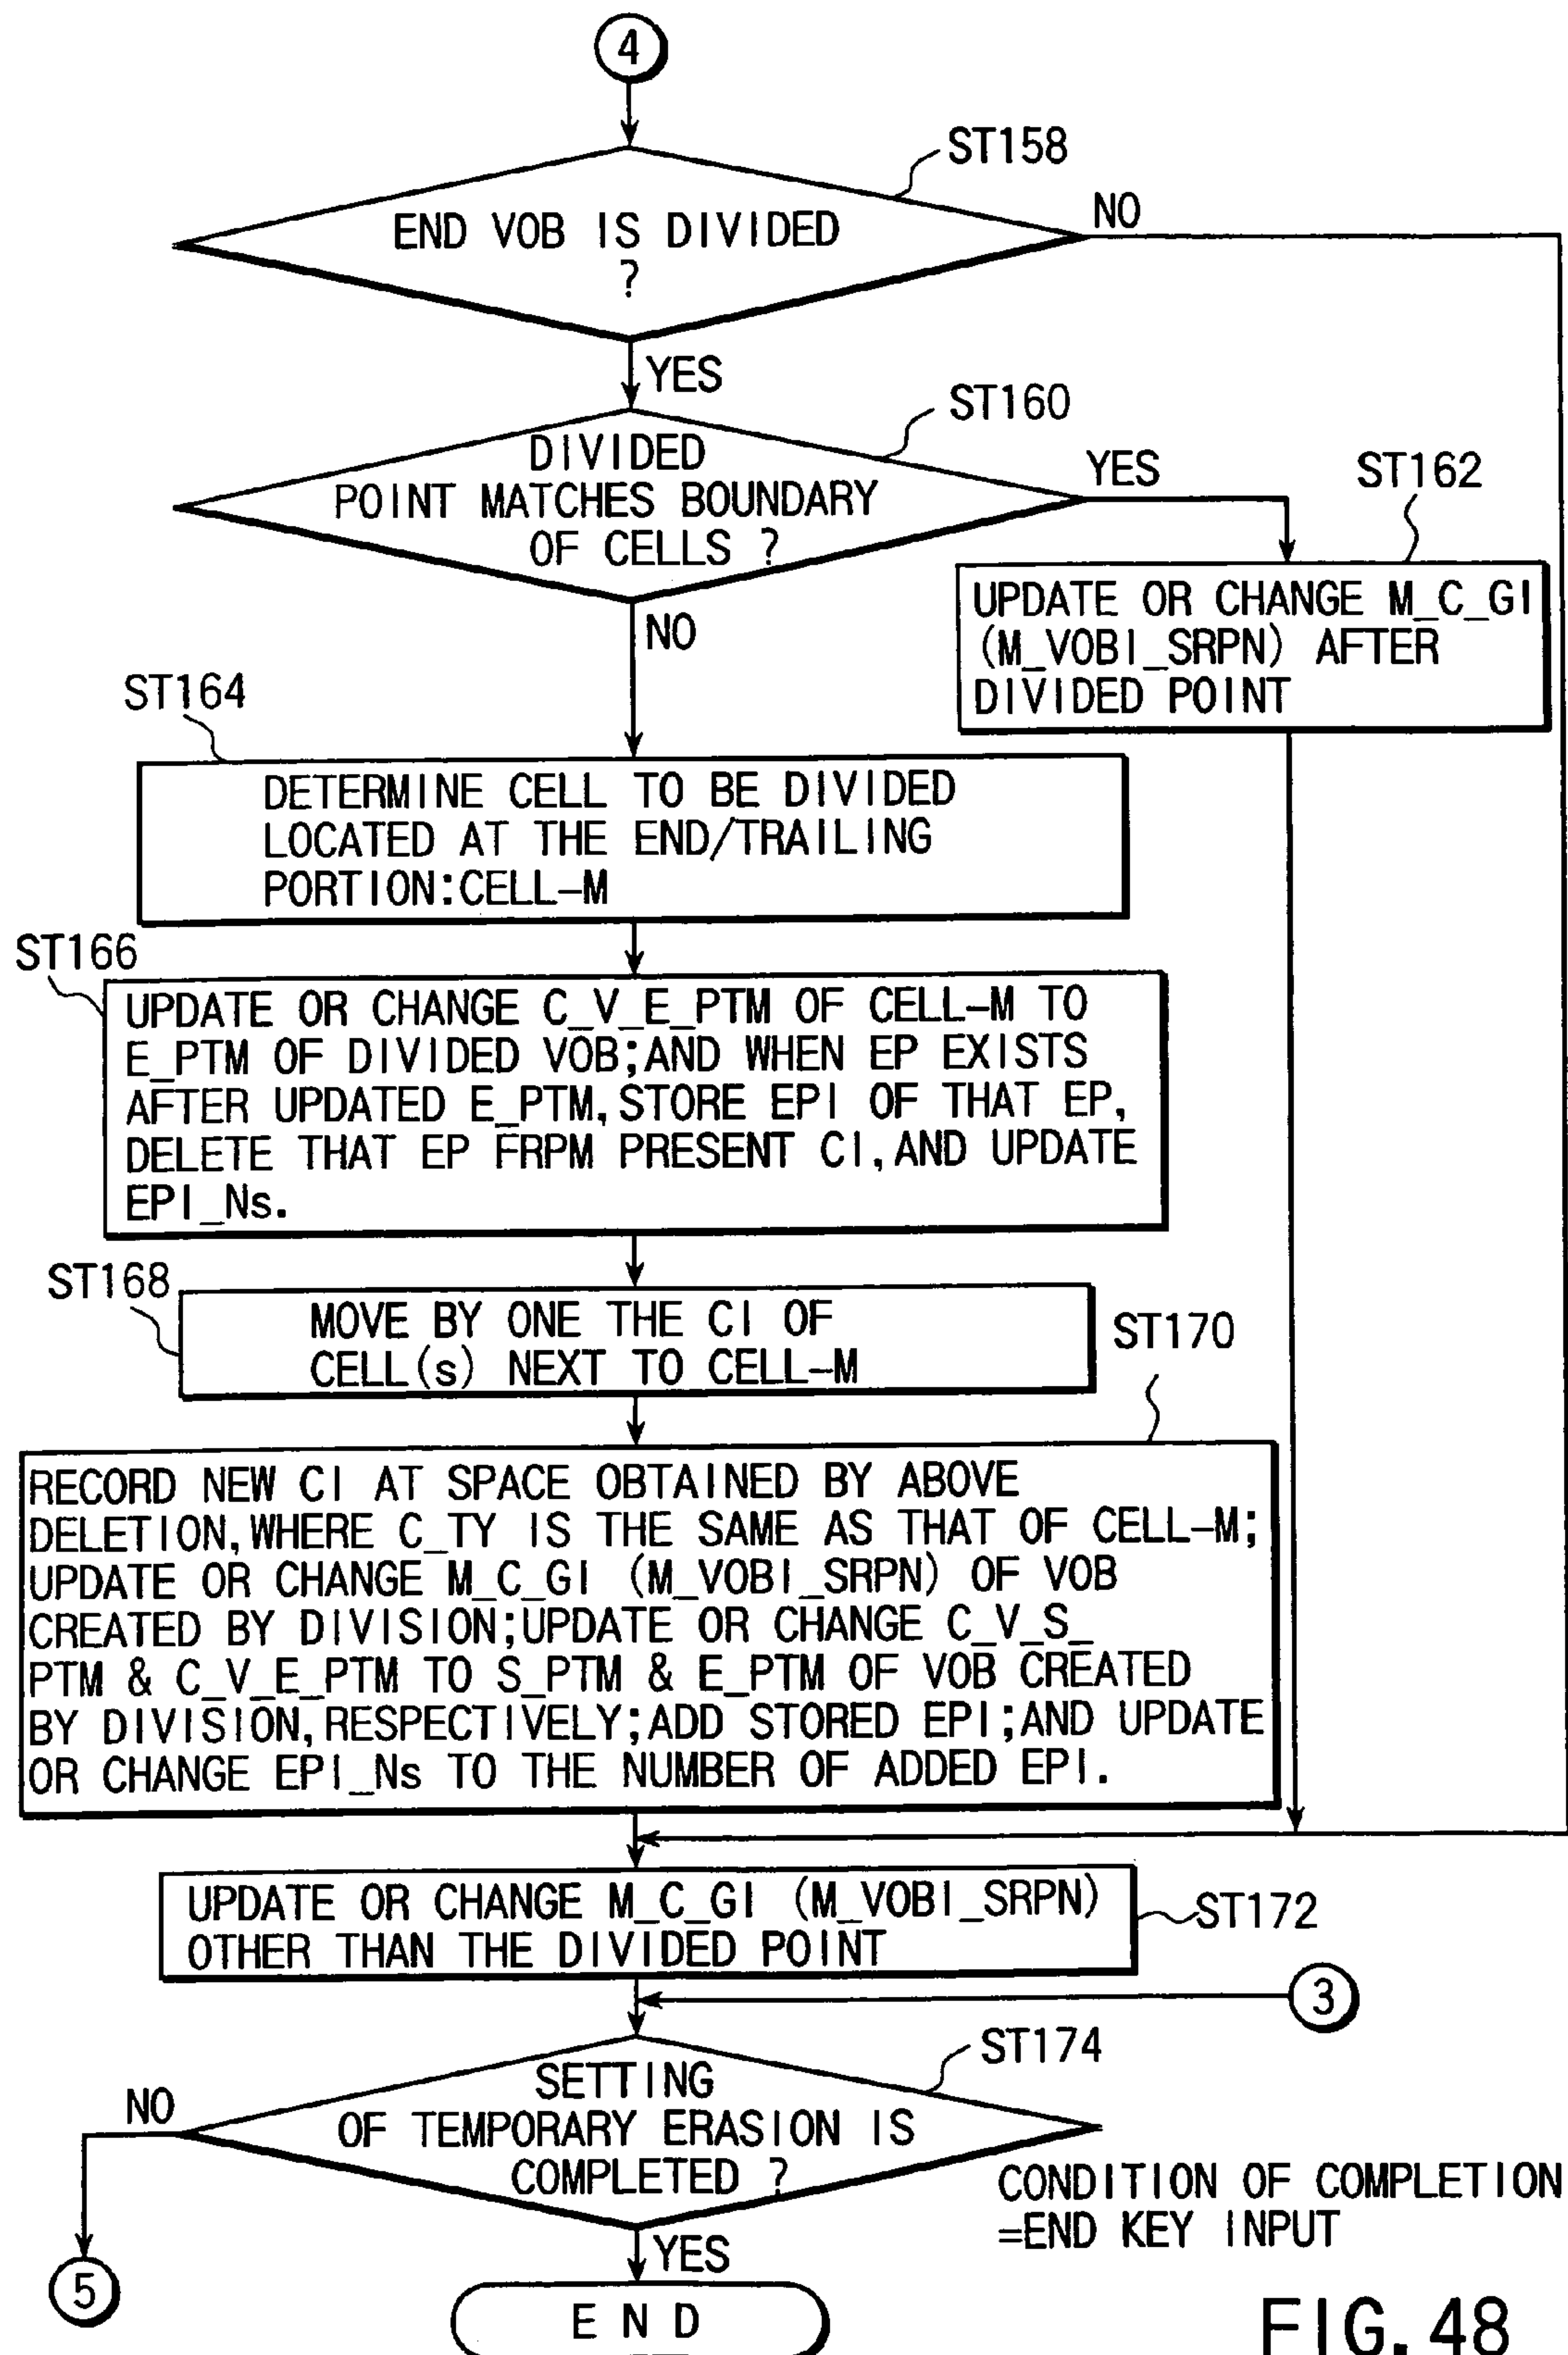 4
ST158
END VOB IS DIVIDED
?
NO
YES
ST160
DIVIDED
POINT MATCHES BOUNDARY
OF CELLS ?
YES
ST162
UPDATE OR CHANGE M_C_GI
(M_VOBI_SRPN) AFTER
DIVIDED POINT
NO
ST164
DETERMINE CELL TO BE DIVIDED
LOCATED AT THE END/TRAILING
PORTION:CELL-M
ST166
UPDATE OR CHANGE C_V_E_PTM OF CELL-M TO
E_PTM OF DIVIDED VOB;AND WHEN EP EXISTS
AFTER UPDATED E_PTM,STORE EPI OF THAT EP,
DELETE THAT EP FRPM PRESENT CI,AND UPDATE
EPI_Ns.
ST168
MOVE BY ONE THE CI OF
CELL(s) NEXT TO CELL-M
ST170
RECORD NEW CI AT SPACE OBTAINED BY ABOVE
DELETION,WHERE C_TY IS THE SAME AS THAT OF CELL-M;
UPDATE OR CHANGE M_C_GI (M_VOBI_SRPN) OF VOB
CREATED BY DIVISION;UPDATE OR CHANGE C_V_S_
PTM & C_V_E_PTM TO S_PTM & E_PTM OF VOB CREATED
BY DIVISION,RESPECTIVELY;ADD STORED EPI;AND UPDATE
OR CHANGE EPI_Ns TO THE NUMBER OF ADDED EPI.
UPDATE OR CHANGE M_C_GI (M_VOBI_SRPN)
OTHER THAN THE DIVIDED POINT
ST172
3
ST174
SETTING
OF TEMPORARY ERASION IS
COMPLETED ?
NO
CONDITION OF COMPLETION
=END KEY INPUT
YES
5
END
FIG.48